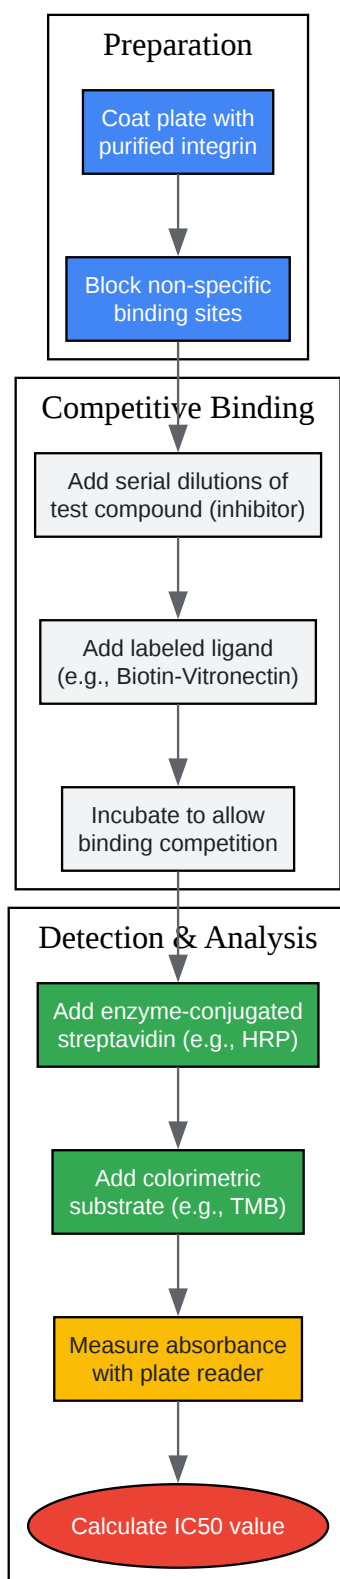 Preparation
Coat plate with
purified integrin
Block non-specific
binding sites
Competitive Binding
Add serial dilutions of
test compound (inhibitor)
Add labeled ligand
(e.g., Biotin-Vitronectin)
Incubate to allow
binding competition
Detection & Analysis
Add enzyme-conjugated
streptavidin (e.g., HRP)
Add colorimetric
substrate (e.g., TMB)
Measure absorbance
with plate reader
Calculate IC50 value